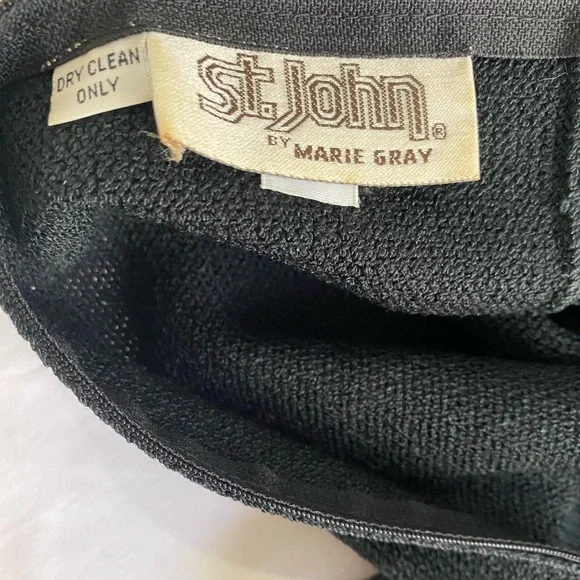 DRY CLEAN
ONLY
St. John®
BY MARIE GRAY